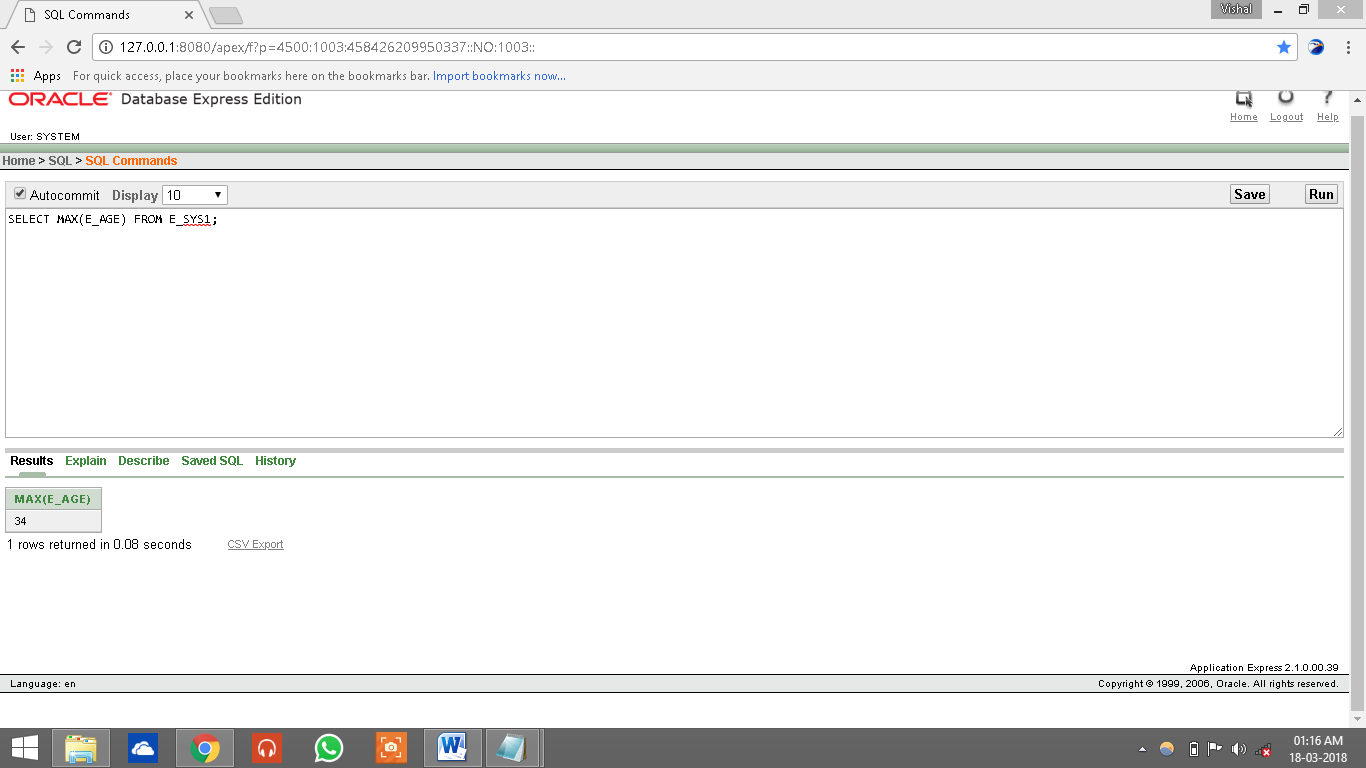 SQL Commands
Vishal
127.0.0.1:8080/apex/f?p=4500:1003:458426209950337::NO:1003::
Apps For quick access, place your bookmarks here on the bookmarks bar. Import bookmarks now...
ORACLE Database Express Edition
Home Logout Help
User: SYSTEM
Home > SQL > SQL Commands
Autocommit Display 10 Save Run
SELECT MAX(E_AGE) FROM E_SYS1;
Results Explain Describe Saved SQL History
MAX(E_AGE)
34
1 rows returned in 0.08 seconds CSV Export
Application Express 2.1.0.00.39
Language: en Copyright © 1999, 2006, Oracle. All rights reserved.
01:16 AM
18-03-2018